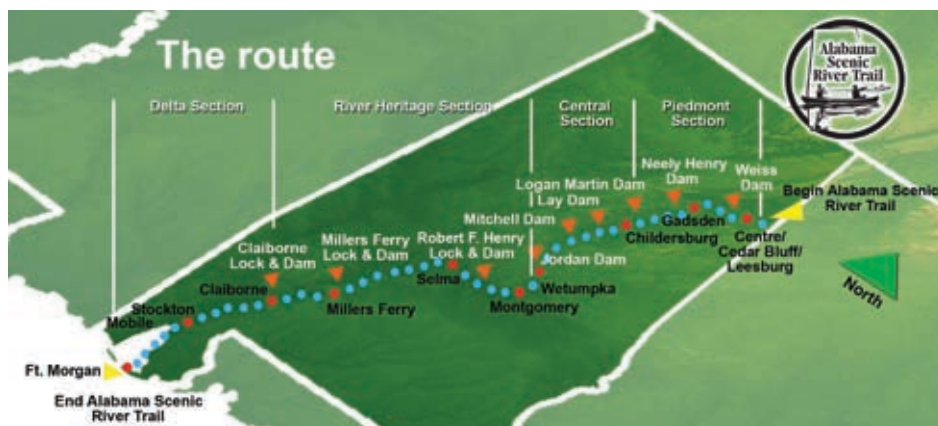 The route
Alabama
Scenic
River Trail
Delta Section
River Heritage Section
Central
Section
Piedmont
Section
Neely Henry
Dam
Weiss
Dam
Logan Martin Dam
Lay Dam
Begin Alabama Scenic
River Trail
Mitchell Dam
Gadsden
Childersburg
Centre/
Cedar Bluff/
Leesburg
Claiborne
Lock & Dam
Millers Ferry
Lock & Dam
Robert F. Henry
Lock & Dam
Jordan Dam
Selma
Wetumpka
North
Claiborne
Millers Ferry
Montgomery
Stockton
Mobile
Ft. Morgan
End Alabama Scenic
River Trail